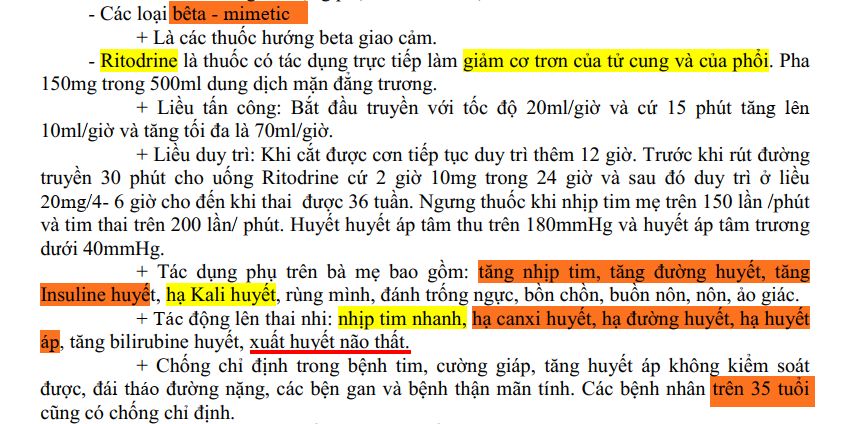 - Các loại bêta - mimetic
+ Là các thuốc hướng beta giao cảm.
- Ritodrine là thuốc có tác dụng trực tiếp làm giảm cơ trơn của tử cung và của phổi. Pha
150mg trong 500ml dung dịch mặn đẳng trương.
+ Liều tấn công: Bắt đầu truyền với tốc độ 20ml/giờ và cứ 15 phút tăng lên
10ml/giờ và tăng tối đa là 70ml/giờ.
+ Liều duy trì: Khi cắt được cơn tiếp tục duy trì thêm 12 giờ. Trước khi rút đường
truyền 30 phút cho uống Ritodrine cứ 2 giờ 10mg trong 24 giờ và sau đó duy trì ở liều
20mg/4- 6 giờ cho đến khi thai được 36 tuần. Ngưng thuốc khi nhịp tim mẹ trên 150 lần /phút
và tim thai trên 200 lần/ phút. Huyết huyết áp tâm thu trên 180mmHg và huyết áp tâm trương
dưới 40mmHg.
+ Tác dụng phụ trên bà mẹ bao gồm: tăng nhịp tim, tăng đường huyết, tăng
Insuline huyết, hạ Kali huyết, rùng mình, đánh trống ngực, bồn chồn, buồn nôn, nôn, ảo giác.
+ Tác động lên thai nhi: nhịp tim nhanh, hạ canxi huyết, hạ đường huyết, hạ huyết
áp, tăng bilirubine huyết, xuất huyết não thất.
+ Chống chỉ định trong bệnh tim, cường giáp, tăng huyết áp không kiểm soát
được, đái tháo đường nặng, các bện gan và bệnh thận mãn tính. Các bệnh nhân trên 35 tuổi
cũng có chống chỉ định.